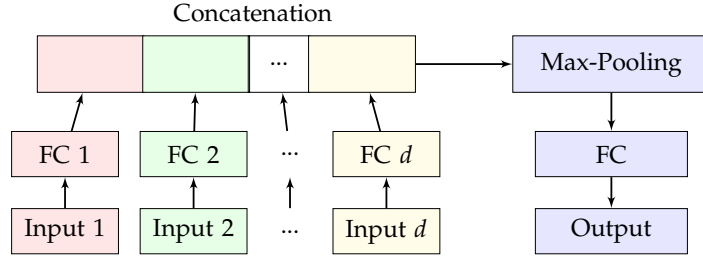 Concatenation
... Max-Pooling
FC 1 FC 2 ... FC d FC
Input 1 Input 2 ... Input d Output